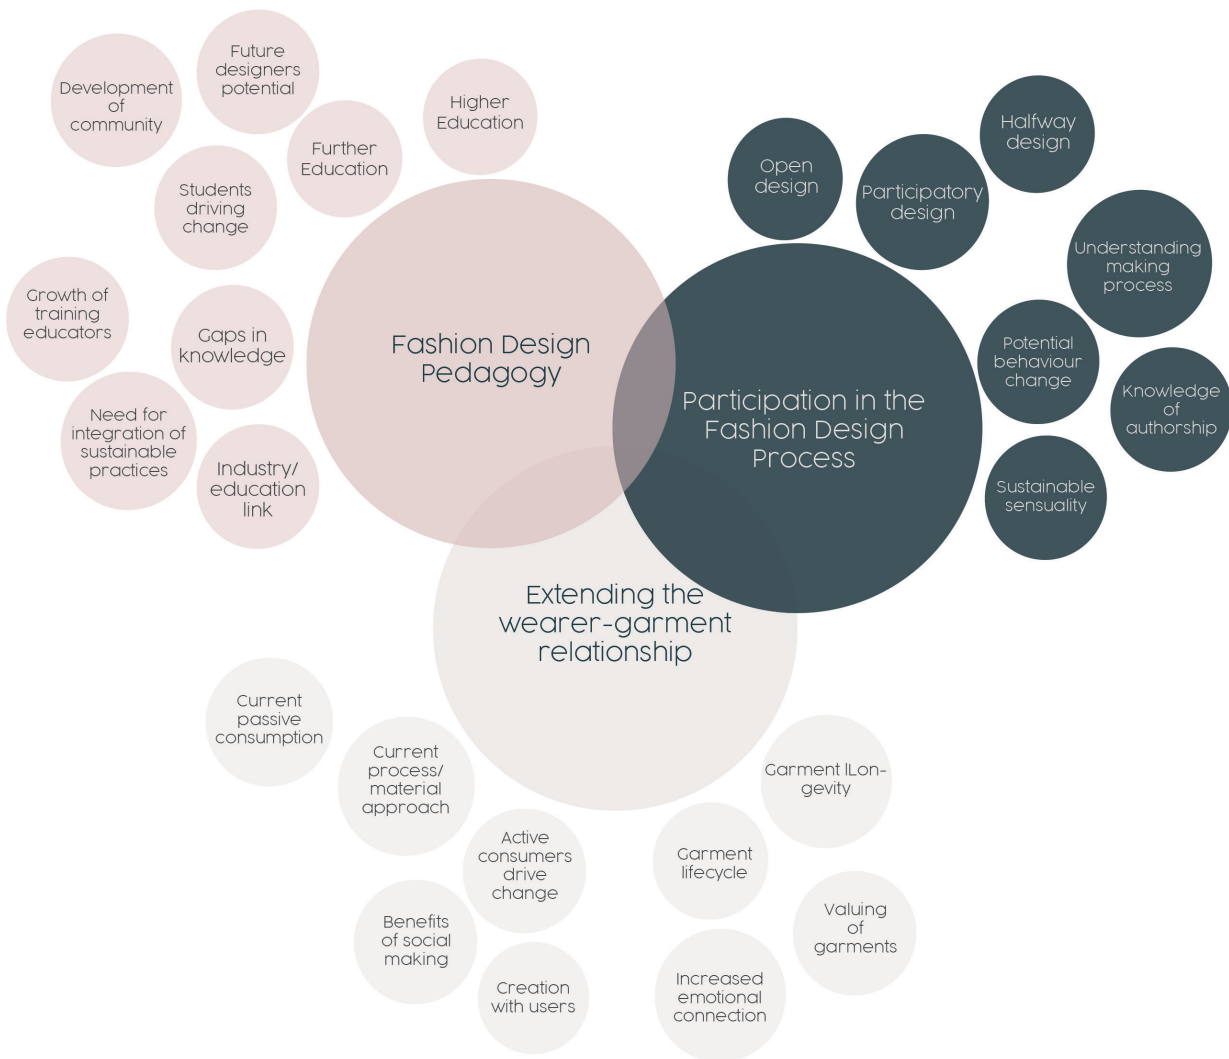 Future
designers
potential
Development
of
community
Higher
Education
Further
Education
Students
driving
change
Growth of
training
educators
Gaps in
knowledge
Need for
integration of
sustainable
practices
Industry/
education
link
Fashion Design
Pedagogy
Halfway
design
Open
design
Participatory
design
Understanding
making
process
Potential
behaviour
change
Knowledge
of
authorship
Sustainable
sensuality
Participation in the
Fashion Design
Process
Extending the
wearer-garment
relationship
Current
passive
consumption
Current
process/
material
approach
Active
consumers
drive
change
Benefits
of social
making
Creation
with users
Garment lLon-
gevity
Garment
lifecycle
Valuing
of
garments
Increased
emotional
connection